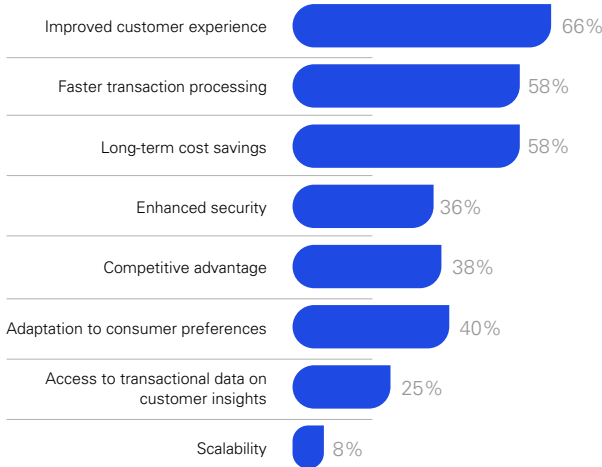 Improved customer experience 66%
Faster transaction processing 58%
Long-term cost savings 58%
Enhanced security 36%
Competitive advantage 38%
Adaptation to consumer preferences 40%
Access to transactional data on
customer insights 25%
Scalability 8%